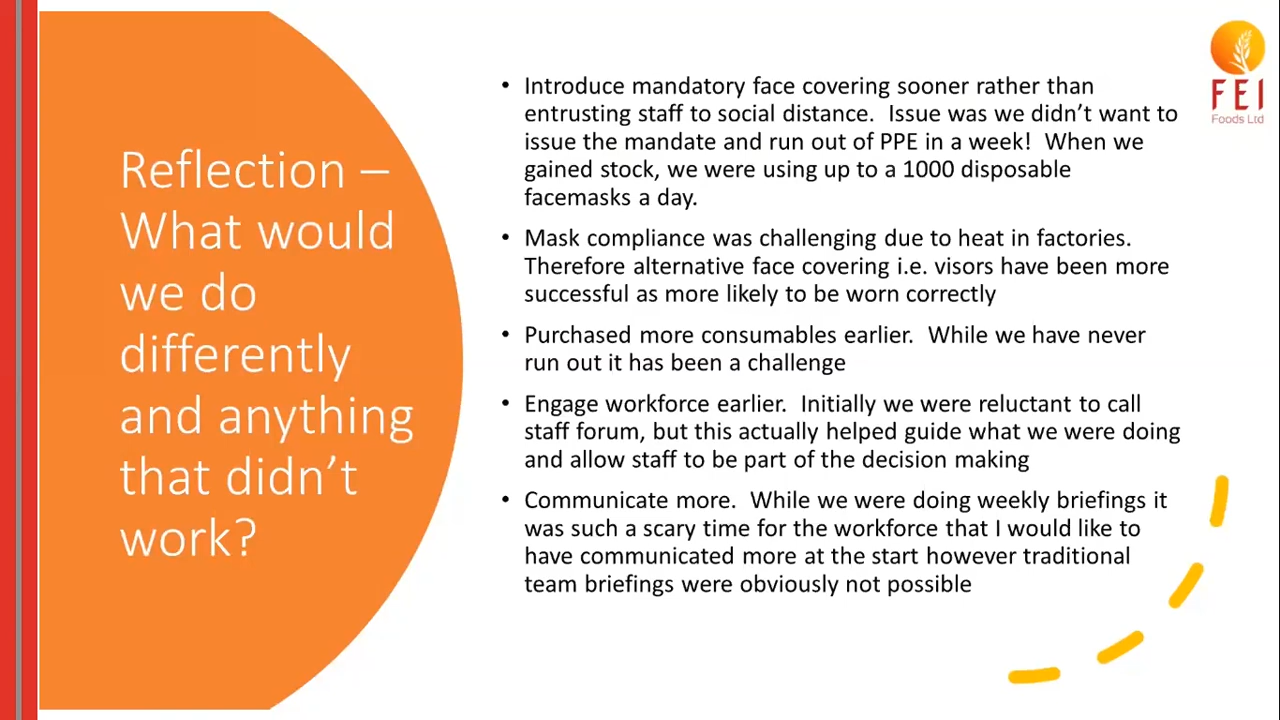 Reflection –
What would
we do
differently
and anything
that didn’t
work?
• Introduce mandatory face covering sooner rather than
entrusting staff to social distance.  Issue was we didn’t want to
issue the mandate and run out of PPE in a week!  When we
gained stock, we were using up to a 1000 disposable
facemasks a day.
• Mask compliance was challenging due to heat in factories.
Therefore alternative face covering i.e. visors have been more
successful as more likely to be worn correctly
• Purchased more consumables earlier.  While we have never
run out it has been a challenge
• Engage workforce earlier.  Initially we were reluctant to call
staff forum, but this actually helped guide what we were doing
and allow staff to be part of the decision making
• Communicate more.  While we were doing weekly briefings it
was such a scary time for the workforce that I would like to
have communicated more at the start however traditional
team briefings were obviously not possible
FEI
Foods Ltd